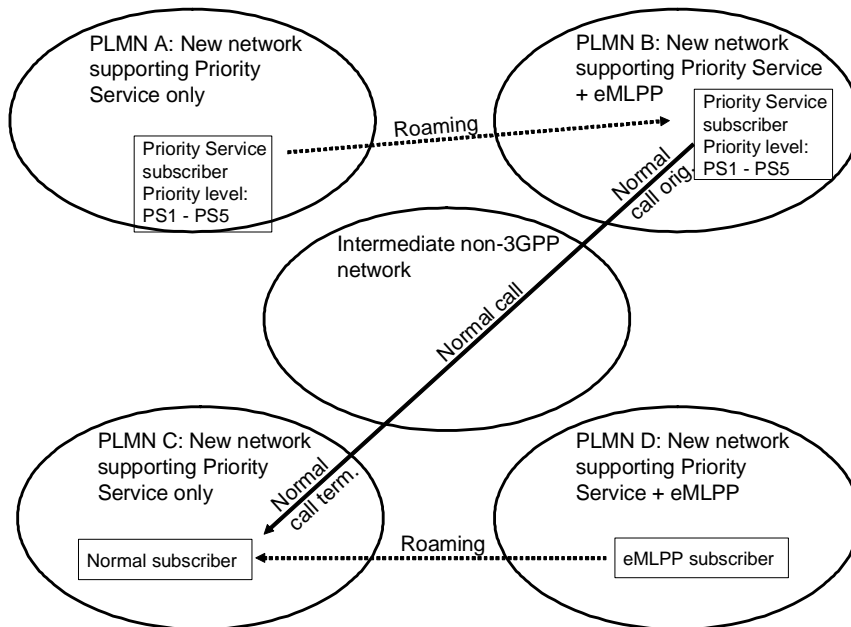 PLMN A: New network
supporting Priority
Service only
Priority Service
subscriber
Priority level:
PS1 - PS5
Roaming
PLMN B: New network
supporting Priority Service
+ eMLPP
Priority Service
subscriber
Priority level:
PS1 - PS5
Normal
call orig.
Intermediate non-3GPP
network
Normal call
PLMN C: New network
supporting Priority
Service only
Normal
call term.
Normal subscriber
Roaming
PLMN D: New network
supporting Priority
Service + eMLPP
eMLPP subscriber